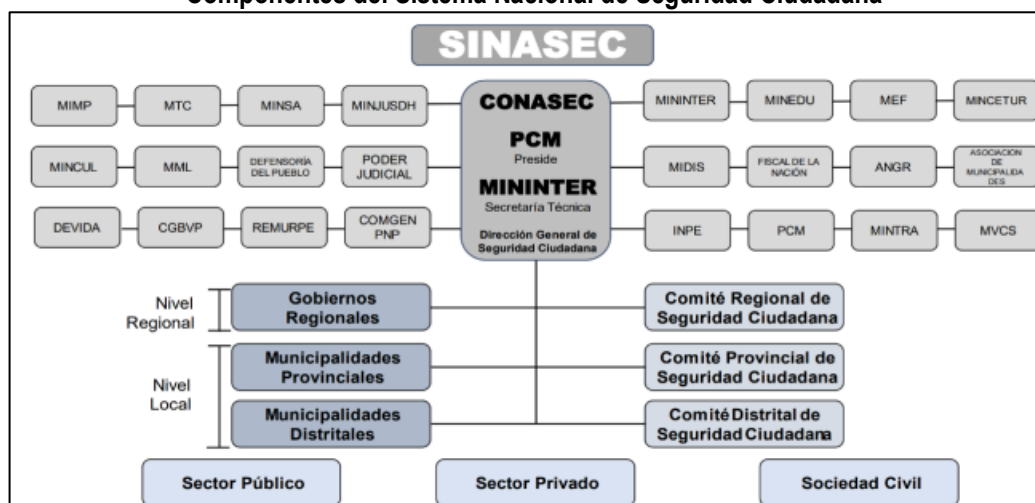 Componentes del Sistema Nacional de Seguridad Ciudadana
SINASEC
MIMP
MTC
MINSA
MINJUSDH
CONASEC
PCM
Preside
MININTER
Secretaría Técnica
Dirección General de
Seguridad Ciudadana
MININTER
MINEDU
MEF
MINCETUR
MINCUL
MML
DEFENSORÍA
DEL PUEBLO
PODER
JUDICIAL
MIDIS
FISCAL DE LA
NACIÓN
ANGR
ASOCIACION
DE
MUNICIPALIDA
DES
DEVIDA
CGBVP
REMURPE
COMGEN
PNP
INPE
PCM
MINTRA
MVCS
Nivel
Regional
Gobiernos
Regionales
Comité Regional de
Seguridad Ciudadana
Nivel
Local
Municipalidades
Provinciales
Comité Provincial de
Seguridad Ciudadana
Municipalidades
Distritales
Comité Distrital de
Seguridad Ciudadana
Sector Público
Sector Privado
Sociedad Civil